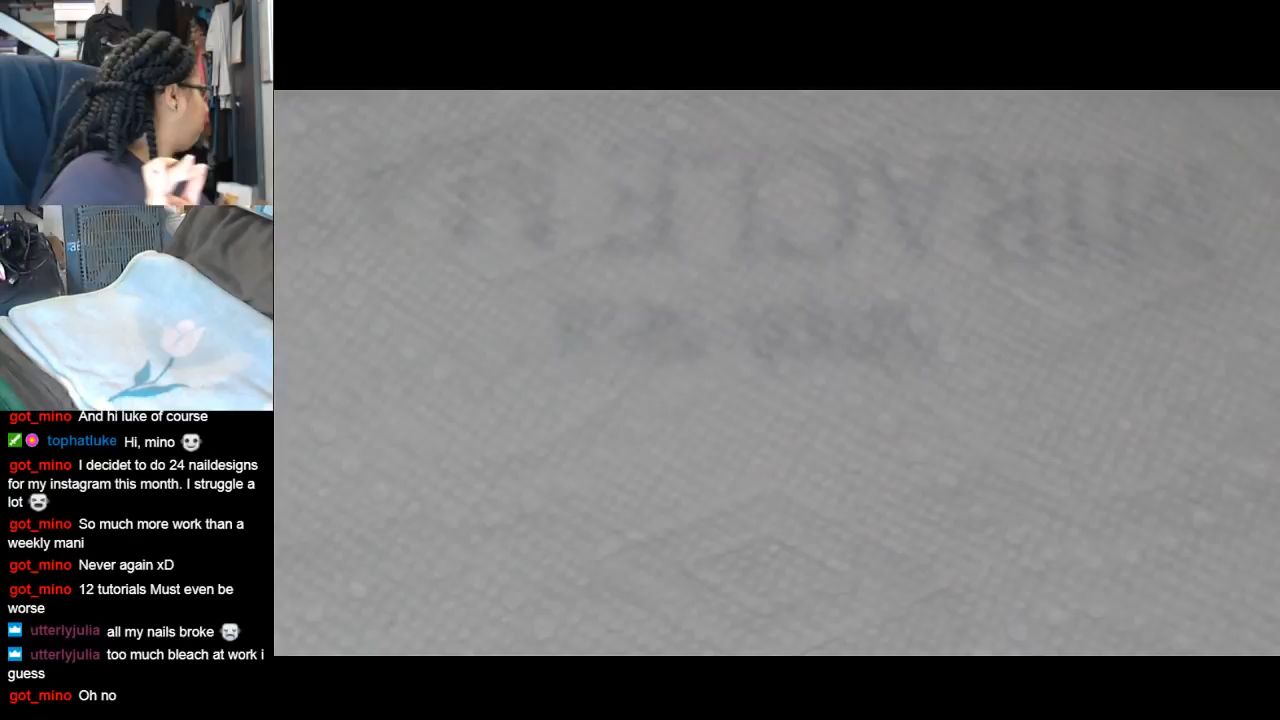 got_mino And hi luke of course
tophatluke Hi, mino
got_mino I decidet to do 24 naildesigns
for my instagram this month. I struggle a
lot
got_mino So much more work than a
weekly mani
got_mino Never again xD
got_mino 12 tutorials Must even be
worse
utterlyjulia all my nails broke
utterlyjulia too much bleach at work i
guess
got_mino Oh no